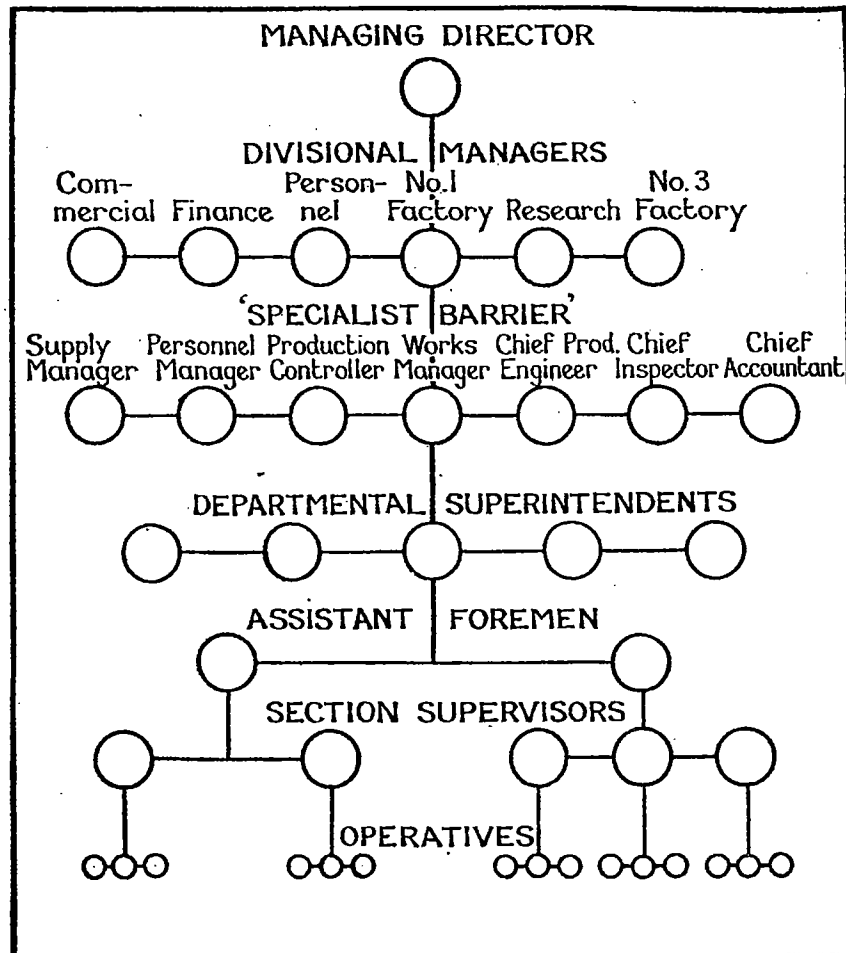 MANAGING DIRECTOR
DIVISIONAL MANAGERS
Com- Person- No.1 No.3
mercial Finance nel Factory Research Factory
'SPECIALIST BARRIER'
Supply Personnel Production Works Chief Prod. Chief Chief
Manager Manager Controller Manager Engineer Inspector Accountant
DEPARTMENTAL SUPERINTENDENTS
ASSISTANT FOREMEN
SECTION SUPERVISORS
OPERATIVES